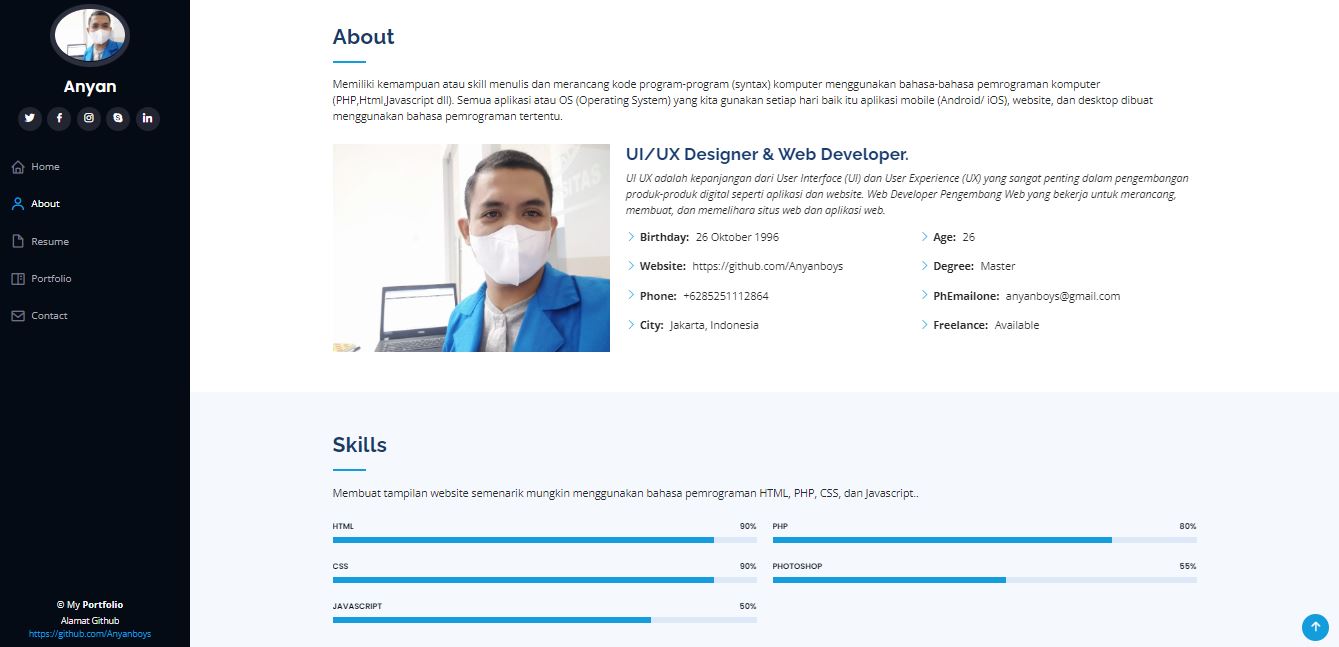 Anyan
Home
About
Resume
Portfolio
Contact
© My Portfolio
Alamat Github
https://github.com/Anyanboys
About
Memiliki kemampuan atau skill menulis dan merancang kode program-program (syntax) komputer menggunakan bahasa-bahasa pemrograman komputer
(PHP,Html,Javascript dll). Semua aplikasi atau OS (Operating System) yang kita gunakan setiap hari baik itu aplikasi mobile (Android/ iOS), website, dan desktop dibuat
menggunakan bahasa pemrograman tertentu.
SITAS
UI/UX Designer & Web Developer.
UI UX adalah kepanjangan dari User Interface (UI) dan User Experience (UX) yang sangat penting dalam pengembangan
produk-produk digital seperti aplikasi dan website. Web Developer Pengembang Web yang bekerja untuk merancang,
membuat, dan memelihara situs web dan aplikasi web.
Birthday: 26 Oktober 1996
Age: 26
Website: https://github.com/Anyanboys
Degree: Master
Phone: +6285251112864
PhEmailone: anyanboys@gmail.com
City: Jakarta, Indonesia
Freelance: Available
Skills
Membuat tampilan website semenarik mungkin menggunakan bahasa pemrograman HTML, PHP, CSS, dan Javascript..
HTML 90%
PHP 80%
CSS 90%
PHOTOSHOP 55%
JAVASCRIPT 50%